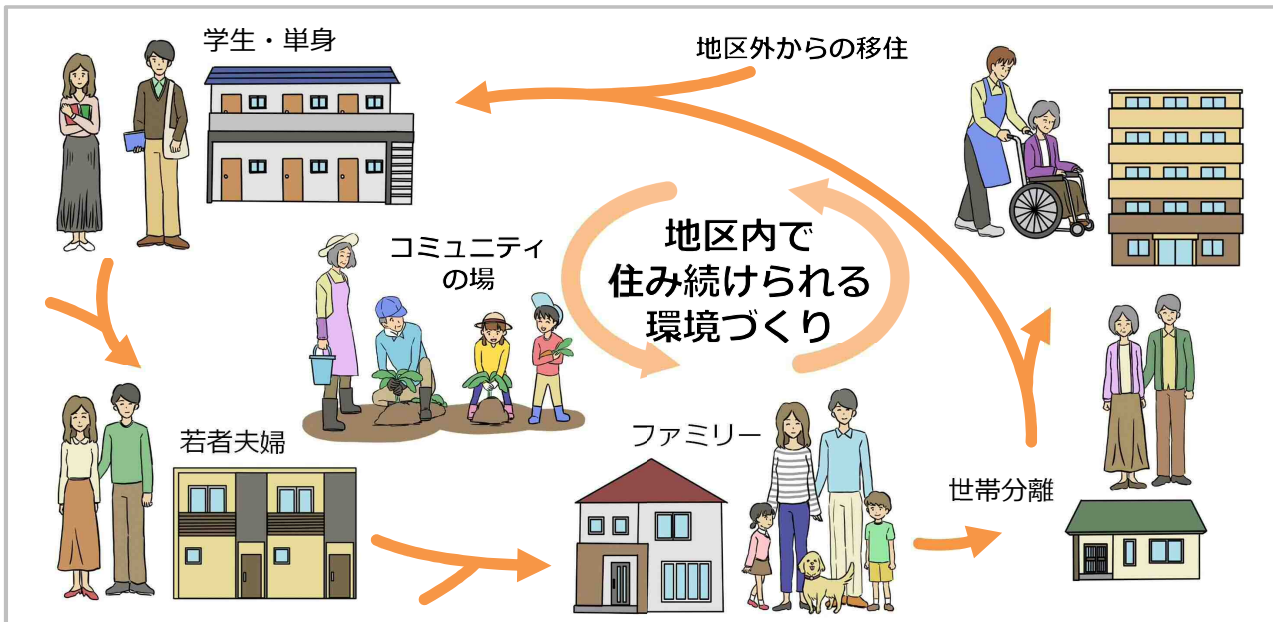 学生・単身
地区外からの移住
コミュニティ
の場
地区内で
住み続けられる
環境づくり
若者夫婦
ファミリー
世帯分離